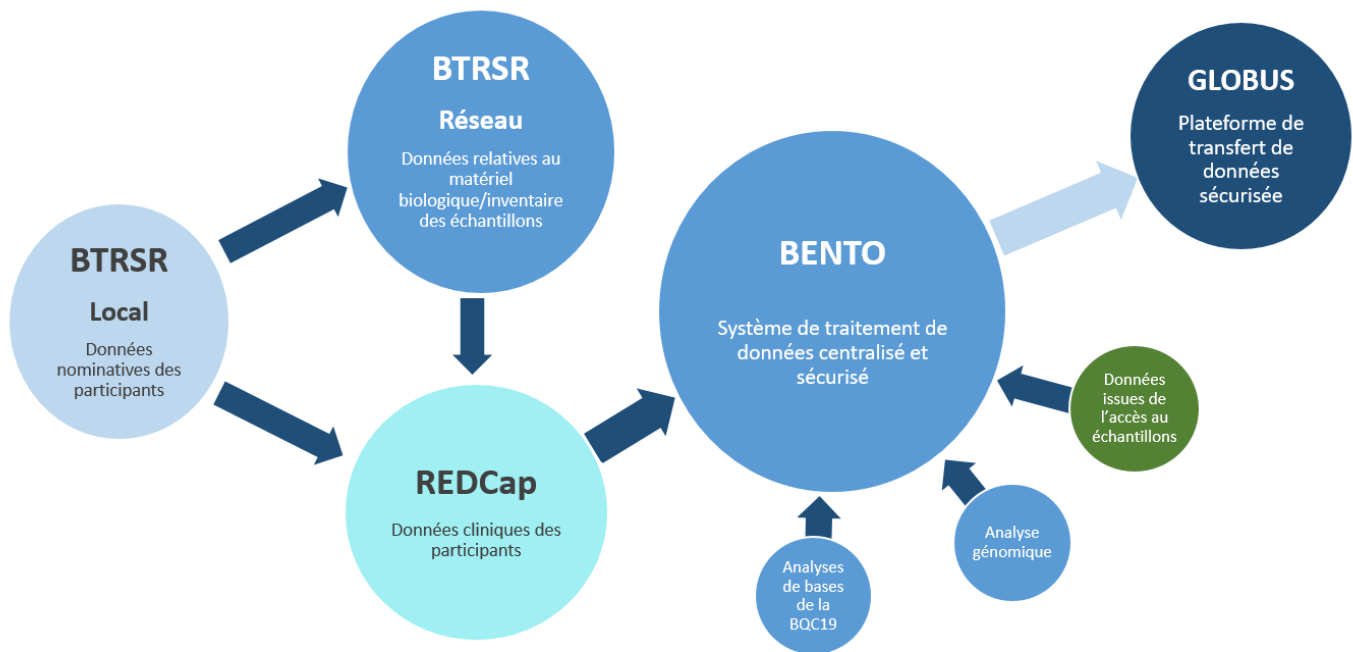 BTRSR
Local
Données
nominatives des
participants
BTRSR
Réseau
Données relatives au
matériel
biologique/inventaire
des échantillons
REDCap
Données cliniques des
participants
BENTO
Système de traitement de
données centralisé et
sécurisé
GLOBUS
Plateforme de
transfert de
données
sécurisée
Données
issues de
l'accès au
échantillons
Analyse
génomique
Analyses
de bases
de la
BQC19